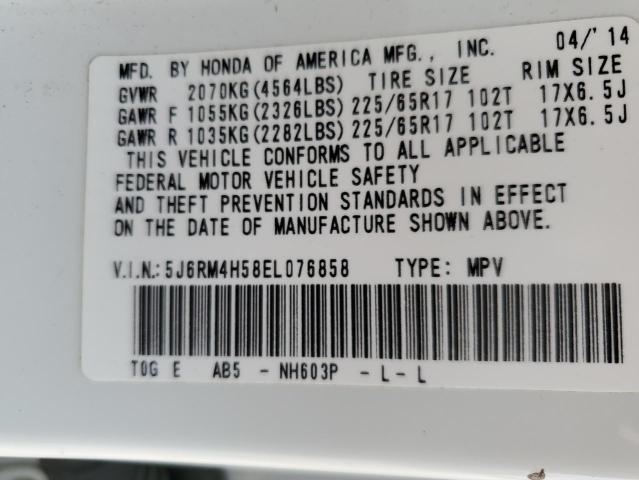 MFD. BY HONDA OF AMERICA MFG., INC. 04/'14
GVWR 2070KG(4564LBS) TIRE SIZE RIM SIZE
GAWR F 1055KG(2326LBS) 225/65R17 102T 17X6.5J
GAWR R 1035KG(2282LBS) 225/65R17 102T 17X6.5J
THIS VEHICLE CONFORMS TO ALL APPLICABLE
FEDERAL MOTOR VEHICLE SAFETY
AND THEFT PREVENTION STANDARDS IN EFFECT
ON THE DATE OF MANUFACTURE SHOWN ABOVE.
V.I.N.: 5J6RM4H58EL076858 TYPE: MPV
T0G E AB5 - NH603P - L - L